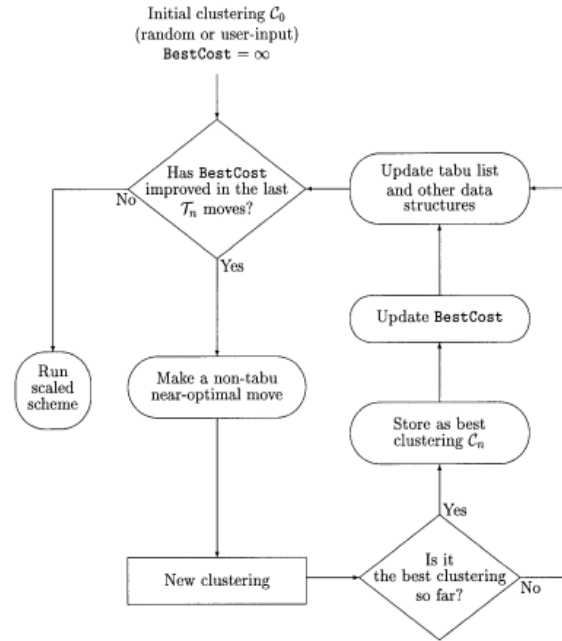 Initial clustering 𝒞₀
(random or user-input)
BestCost = ∞
Has BestCost
improved in the last
𝒯ₙ moves?
No
Yes
Update tabu list
and other data
structures
Update BestCost
Run
scaled
scheme
Make a non-tabu
near-optimal move
Store as best
clustering 𝒞ₙ
Yes
New clustering
Is it
the best clustering
so far?
No